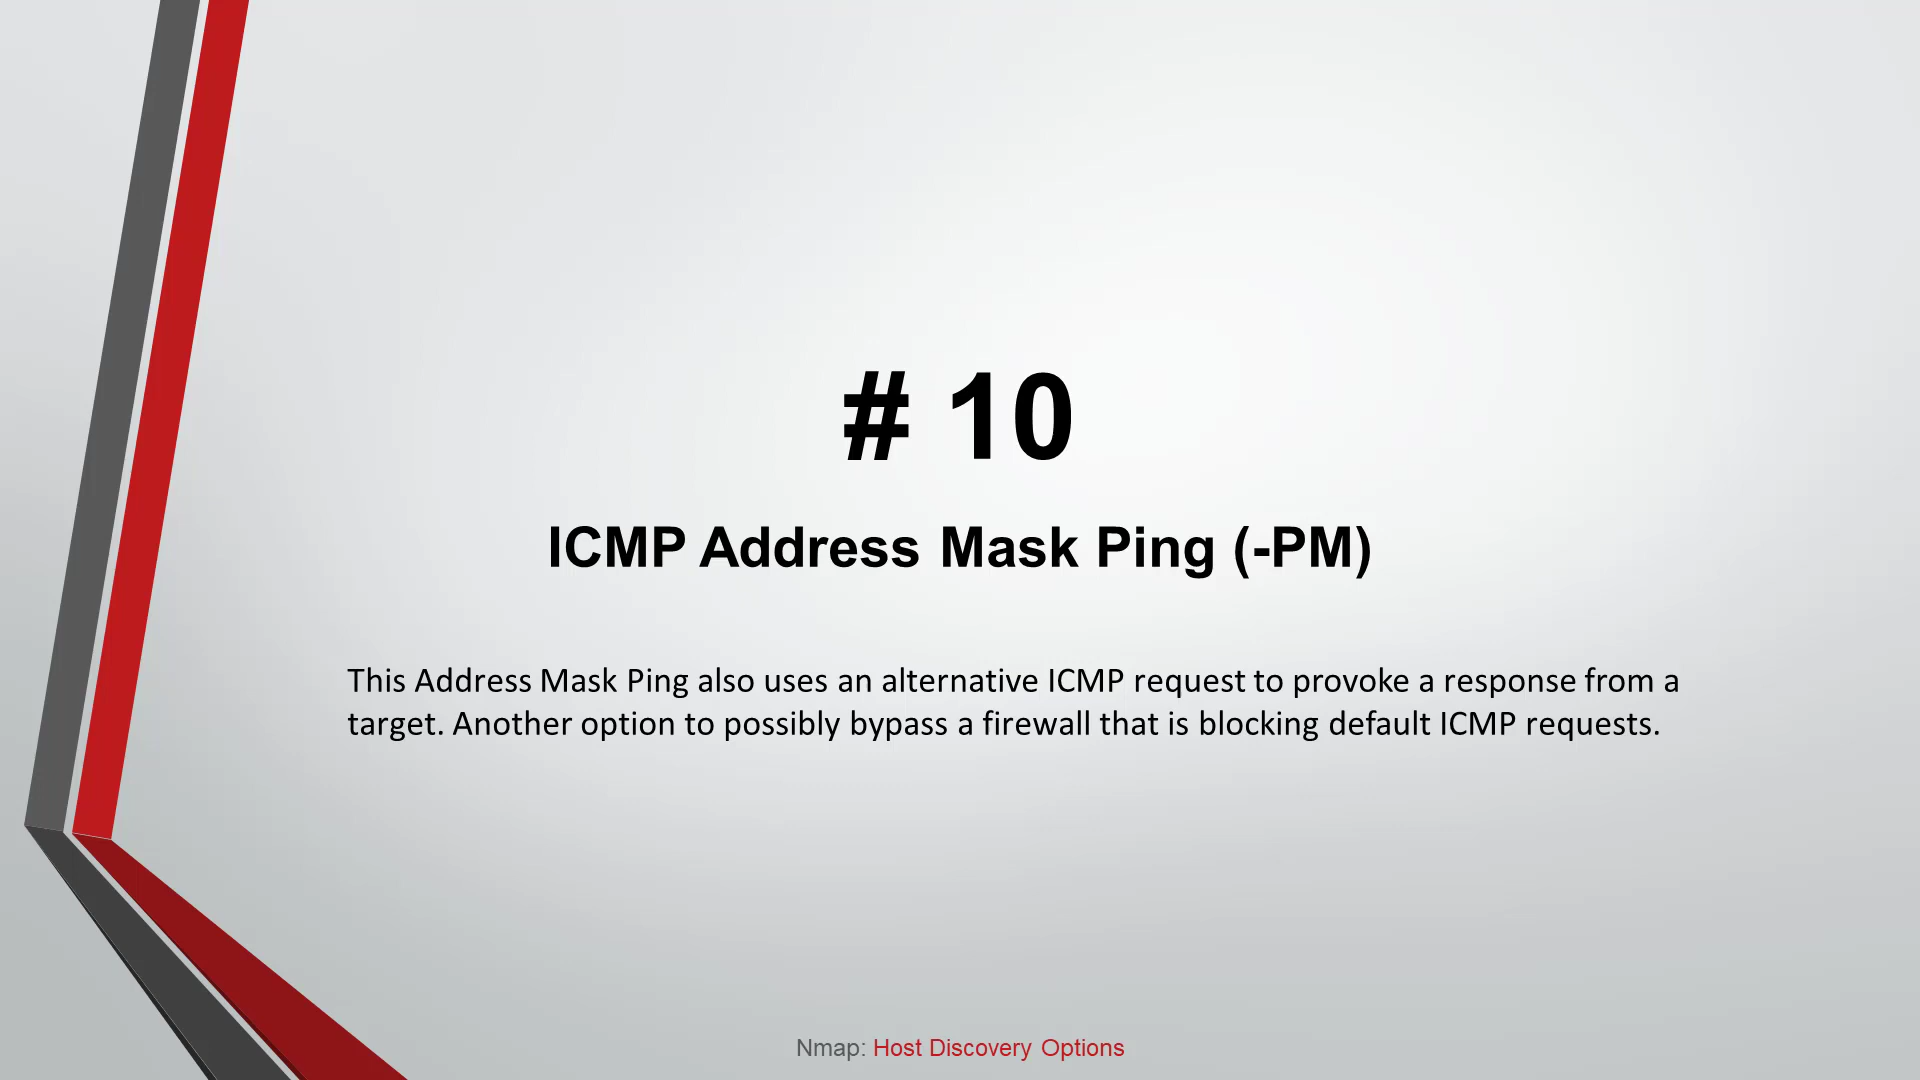 # 10
ICMP Address Mask Ping (-PM)
This Address Mask Ping also uses an alternative ICMP request to provoke a response from a
target. Another option to possibly bypass a firewall that is blocking default ICMP requests.
Nmap: Host Discovery Options